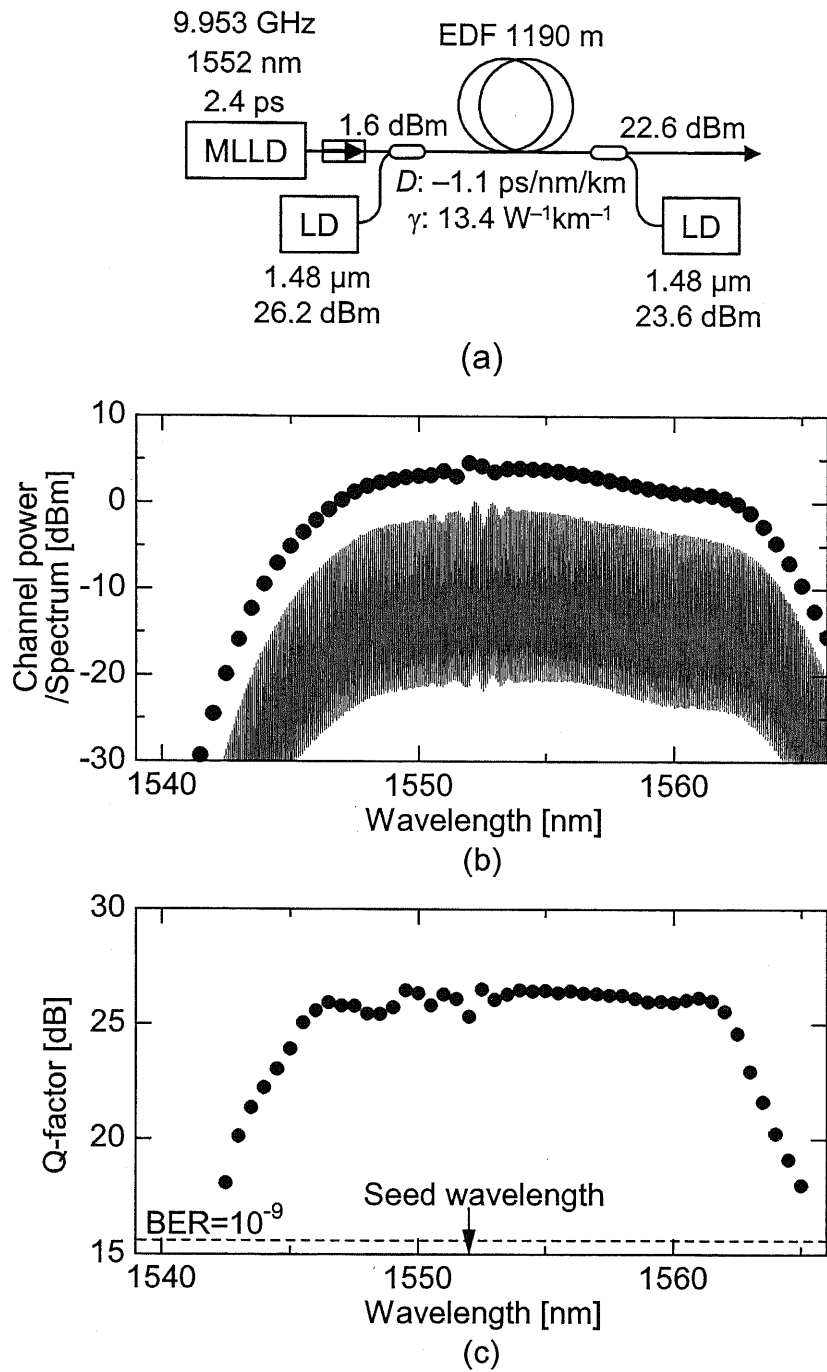 9.953 GHz
1552 nm
2.4 ps
MLLD
1.6 dBm
EDF 1190 m
22.6 dBm
D: –1.1 ps/nm/km
γ: 13.4 W–1km–1
LD
1.48 μm
26.2 dBm
LD
1.48 μm
23.6 dBm
(a)
Channel power
/Spectrum [dBm]
10
0
-10
-20
-30
1540
1550
1560
Wavelength [nm]
(b)
Q-factor [dB]
30
25
20
15
BER=10-9
Seed wavelength
1540
1550
1560
Wavelength [nm]
(c)